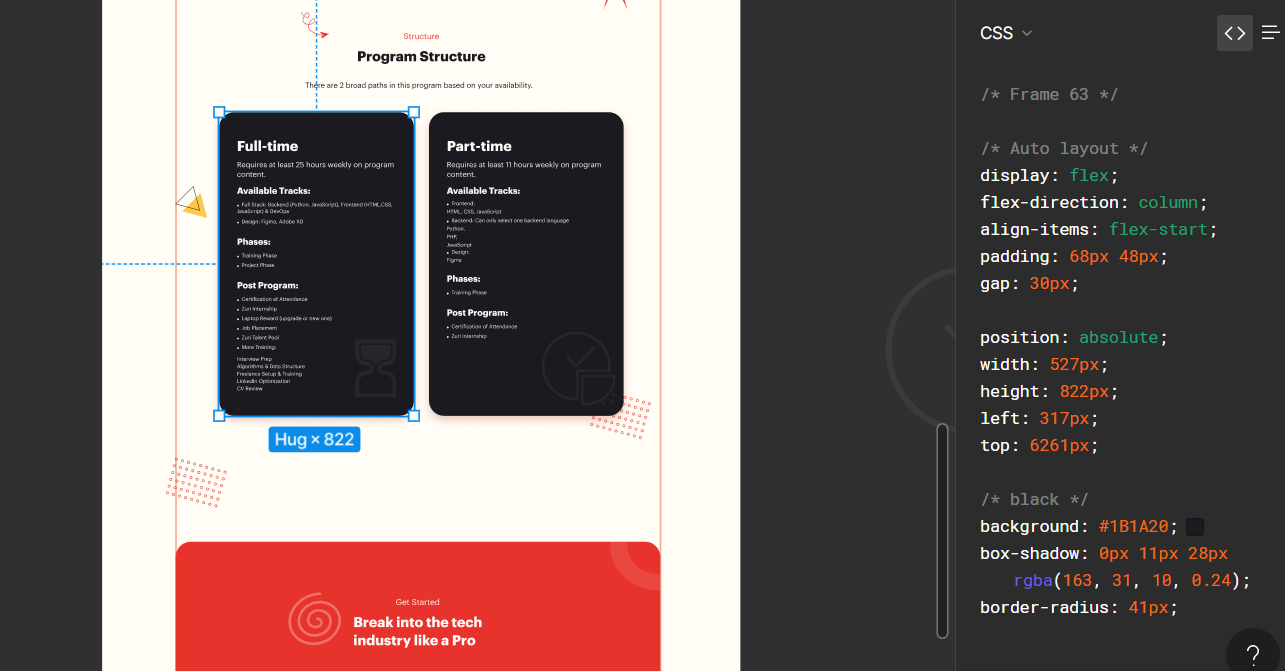 Structure
Program Structure
There are 2 broad paths in this program based on your availability.
Full-time
Requires at least 25 hours weekly on program
content.
Available Tracks:
• Full Stack: Backend (Python, JavaScript), Frontend (HTML,CSS,
JavaScript) & DevOps
• Design: Figma, Adobe XD
Phases:
• Training Phase
• Project Phase
Post Program:
• Certification of Attendance
• Zuri Internship
• Laptop Reward (upgrade or new one)
• Job Placement
• Zuri Talent Pool
• More Training:
Interview Prep
Algorithms & Data Structure
Freelance Setup & Training
LinkedIn Optimization
CV Review
Part-time
Requires at least 11 hours weekly on program
content.
Available Tracks:
• Frontend:
HTML, CSS, JavaScript
• Backend: Can only select one backend language
Python,
PHP,
JavaScript
• Design:
Figma
Phases:
• Training Phase
Post Program:
• Certification of Attendance
• Zuri Internship
Hug × 822
Get Started
Break into the tech
industry like a Pro
CSS
<>
/* Frame 63 */
/* Auto layout */
display: flex;
flex-direction: column;
align-items: flex-start;
padding: 68px 48px;
gap: 30px;
position: absolute;
width: 527px;
height: 822px;
left: 317px;
top: 6261px;
/* black */
background: #1B1A20;
box-shadow: 0px 11px 28px
rgba(163, 31, 10, 0.24);
border-radius: 41px;
?